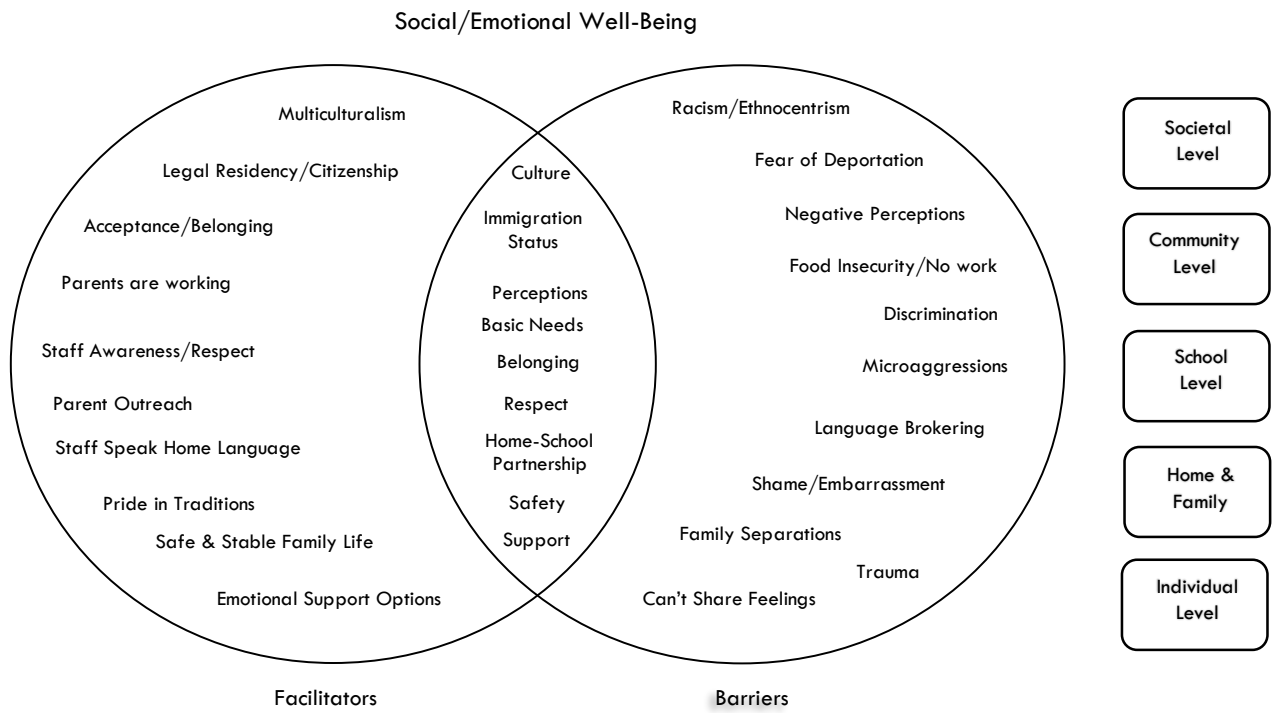 Social/Emotional Well-Being
Multiculturalism
Legal Residency/Citizenship
Acceptance/Belonging
Parents are working
Staff Awareness/Respect
Parent Outreach
Staff Speak Home Language
Pride in Traditions
Safe & Stable Family Life
Emotional Support Options
Culture
Immigration
Status
Perceptions
Basic Needs
Belonging
Respect
Home-School
Partnership
Safety
Support
Racism/Ethnocentrism
Fear of Deportation
Negative Perceptions
Food Insecurity/No work
Discrimination
Microaggressions
Language Brokering
Shame/Embarrassment
Family Separations
Trauma
Can't Share Feelings
Societal
Level
Community
Level
School
Level
Home &
Family
Individual
Level
Facilitators
Barriers